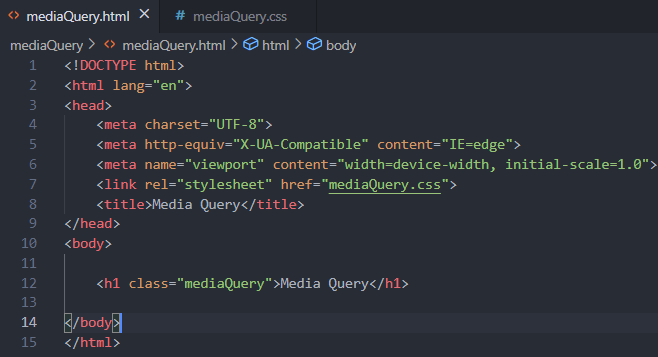 mediaQuery.html × # mediaQuery.css
mediaQuery > mediaQuery.html > html > body
1 <!DOCTYPE html>
2 <html lang="en">
3 <head>
4     <meta charset="UTF-8">
5     <meta http-equiv="X-UA-Compatible" content="IE=edge">
6     <meta name="viewport" content="width=device-width, initial-scale=1.0">
7     <link rel="stylesheet" href="mediaQuery.css">
8     <title>Media Query</title>
9 </head>
10 <body>
11
12     <h1 class="mediaQuery">Media Query</h1>
13
14 </body>
15 </html>